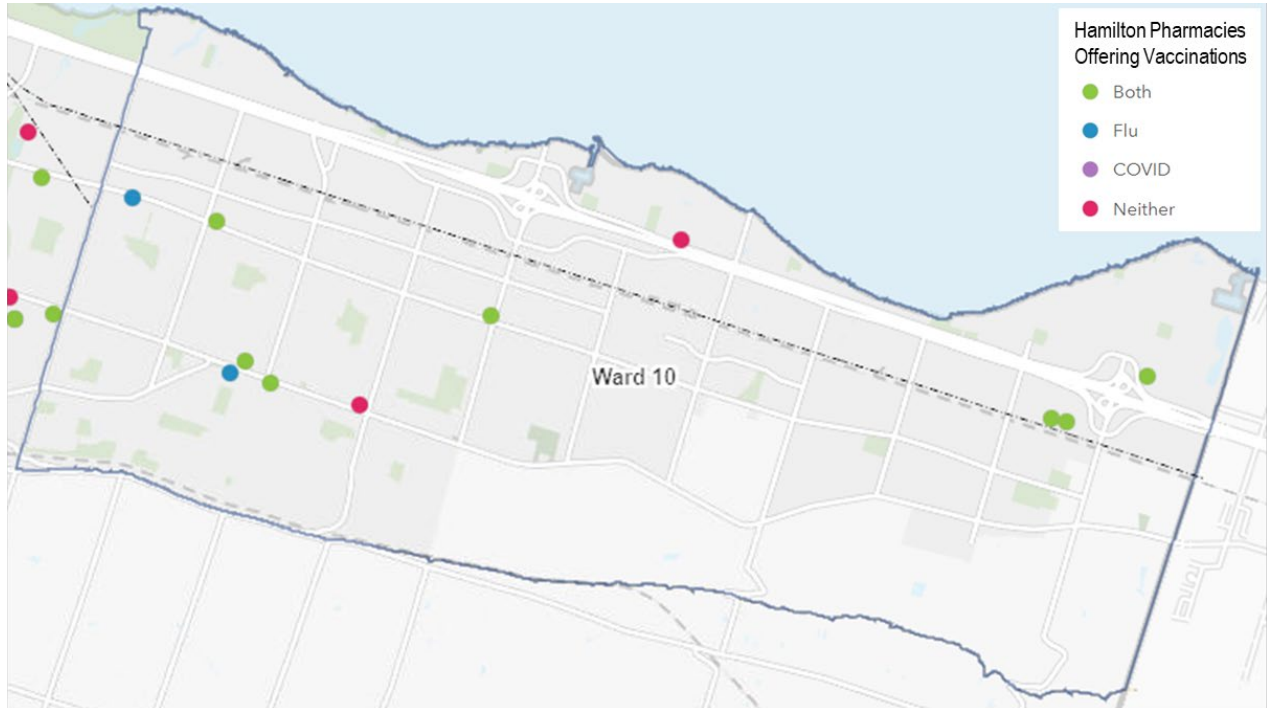 Hamilton Pharmacies
Offering Vaccinations
Both
Flu
COVID
Neither
Ward 10